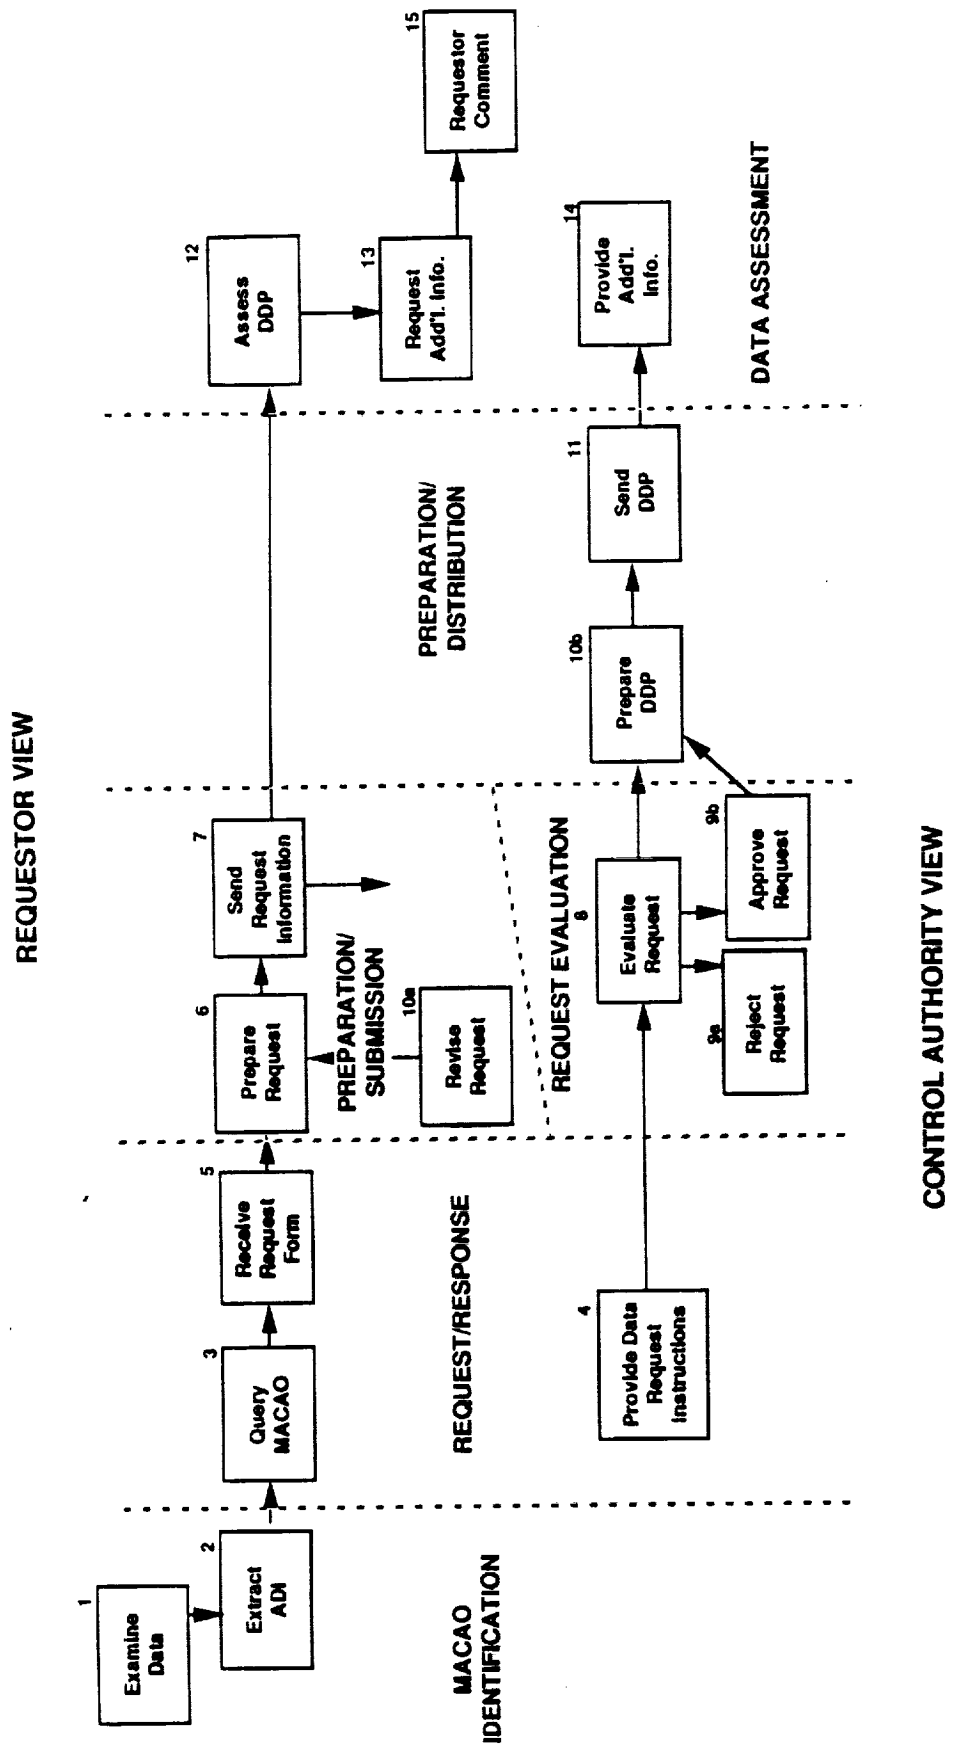 REQUESTOR VIEW
1
Examine
Data
2
Extract
ADI
MACAO
IDENTIFICATION
3
Query
MACAO
5
Receive
Request
Form
REQUEST/RESPONSE
4
Provide Data
Request
Instructions
6
Prepare
Request
7
Send
Request
Information
PREPARATION/
SUBMISSION
10a
Revise
Request
REQUEST EVALUATION
8
Evaluate
Request
9a
Reject
Request
9b
Approve
Request
PREPARATION/
DISTRIBUTION
10b
Prepare
DDP
11
Send
DDP
12
Assess
DDP
13
Request
Add'l. Info.
15
Requestor
Comment
14
Provide
Add'l.
Info.
DATA ASSESSMENT
CONTROL AUTHORITY VIEW